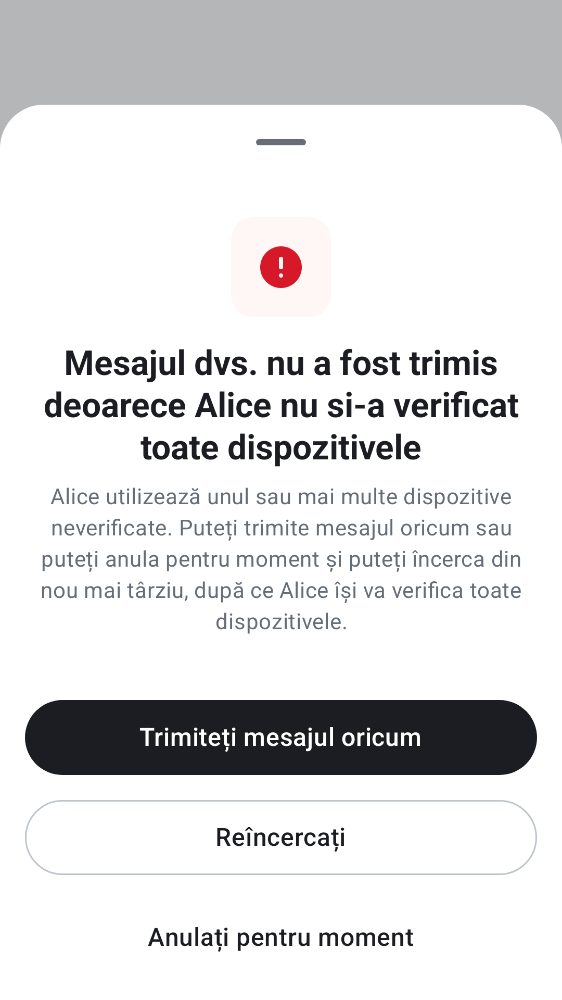 Mesajul dvs. nu a fost trimis
deoarece Alice nu si-a verificat
toate dispozitivele
Alice utilizează unul sau mai multe dispozitive
neverificate. Puteți trimite mesajul oricum sau
puteți anula pentru moment și puteți încerca din
nou mai târziu, după ce Alice își va verifica toate
dispozitivele.
Trimiteți mesajul oricum
Reîncercați
Anulați pentru moment